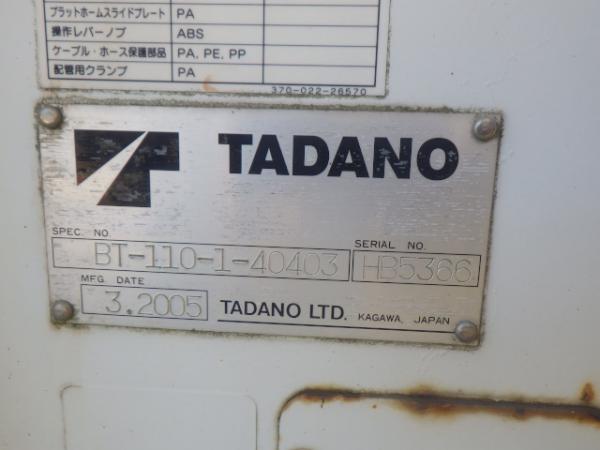 プラットホームスライドプレート PA
操作レバーノブ ABS
ケーブル・ホース保護部品 PA, PE, PP
配管用クランプ PA
370-022-26570
TADANO
SPEC. NO. BT-110-1-40403
SERIAL NO. HB5366
MFG. DATE 3.2005
TADANO LTD. KAGAWA, JAPAN